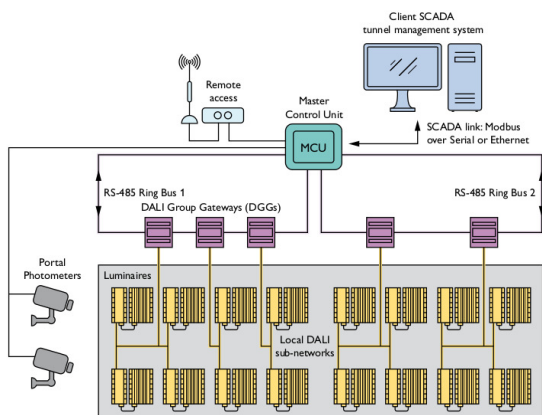 Client SCADA
tunnel management system
Remote
access
Master
Control Unit
MCU
SCADA link: Modbus
over Serial or Ethernet
RS-485 Ring Bus 1
RS-485 Ring Bus 2
DALI Group Gateways (DGGs)
Portal
Photometers
Luminaires
Local DALI
sub-networks